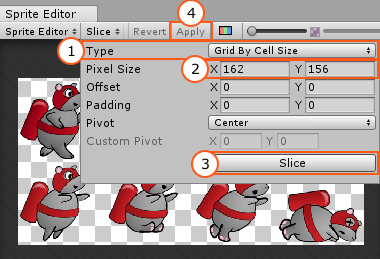 Sprite Editor
4
Sprite Editor Slice Revert Apply
1 Type Grid By Cell Size
Pixel Size 2 X 162 Y 156
Offset X 0 Y 0
Padding X 0 Y 0
Pivot Center
Custom Pivot X 0 Y 0
3 Slice